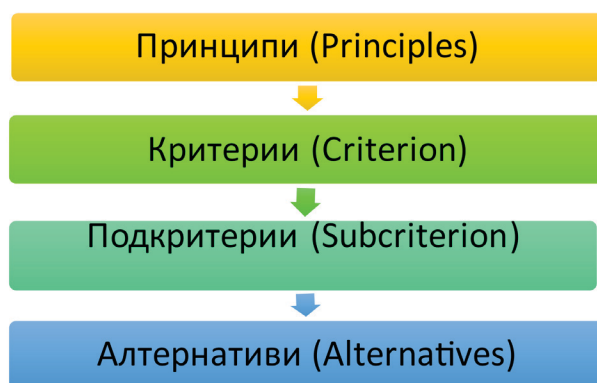 Принципи (Principles)
Критерии (Criterion)
Подкритерии (Subcriterion)
Алтернативи (Alternatives)